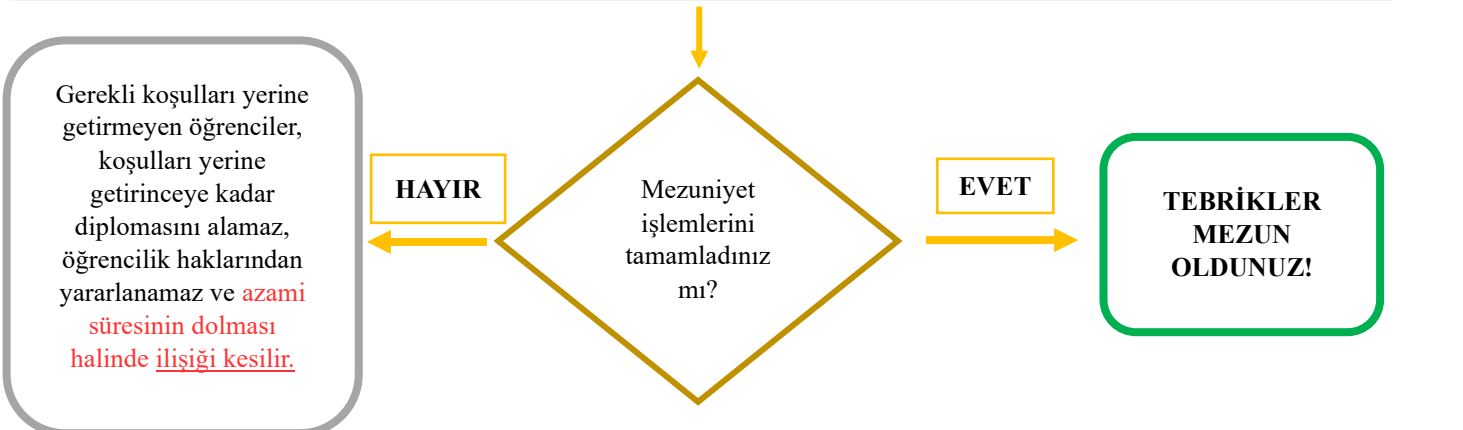 Gerekli koşulları yerine
getirmeyen öğrenciler,
koşulları yerine
getirinceye kadar
diplomasını alamaz,
öğrencilik haklarından
yararlanamaz ve azami
süresinin dolması
halinde ilişiği kesilir.
HAYIR
Mezuniyet
işlemlerini
tamamladınız
mı?
EVET
TEBRİKLER
MEZUN
OLDUNUZ!